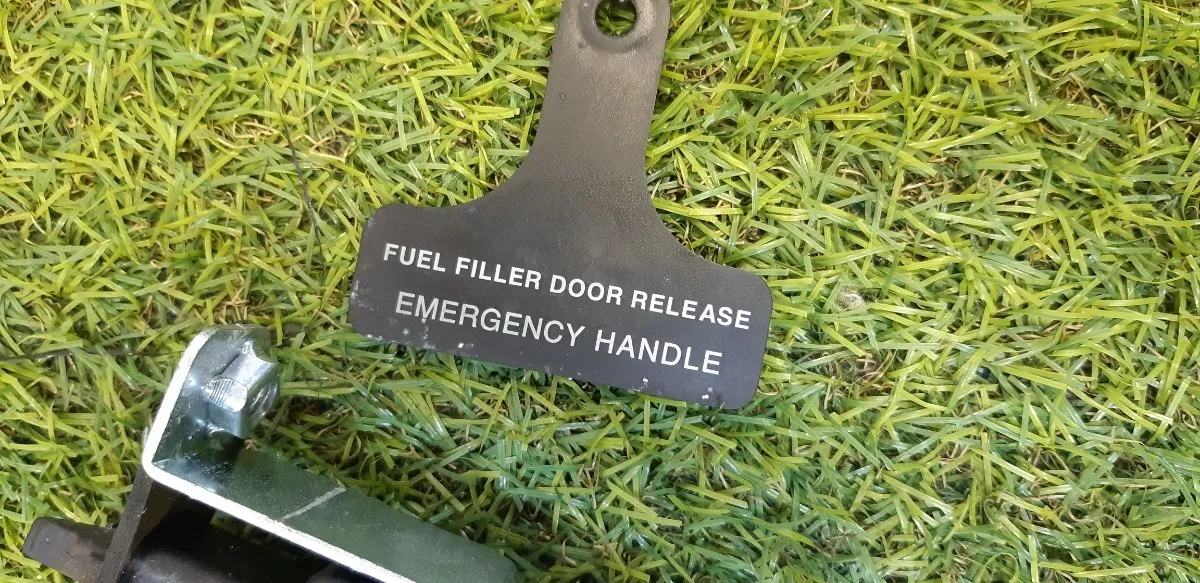 FUEL FILLER DOOR RELEASE
EMERGENCY HANDLE